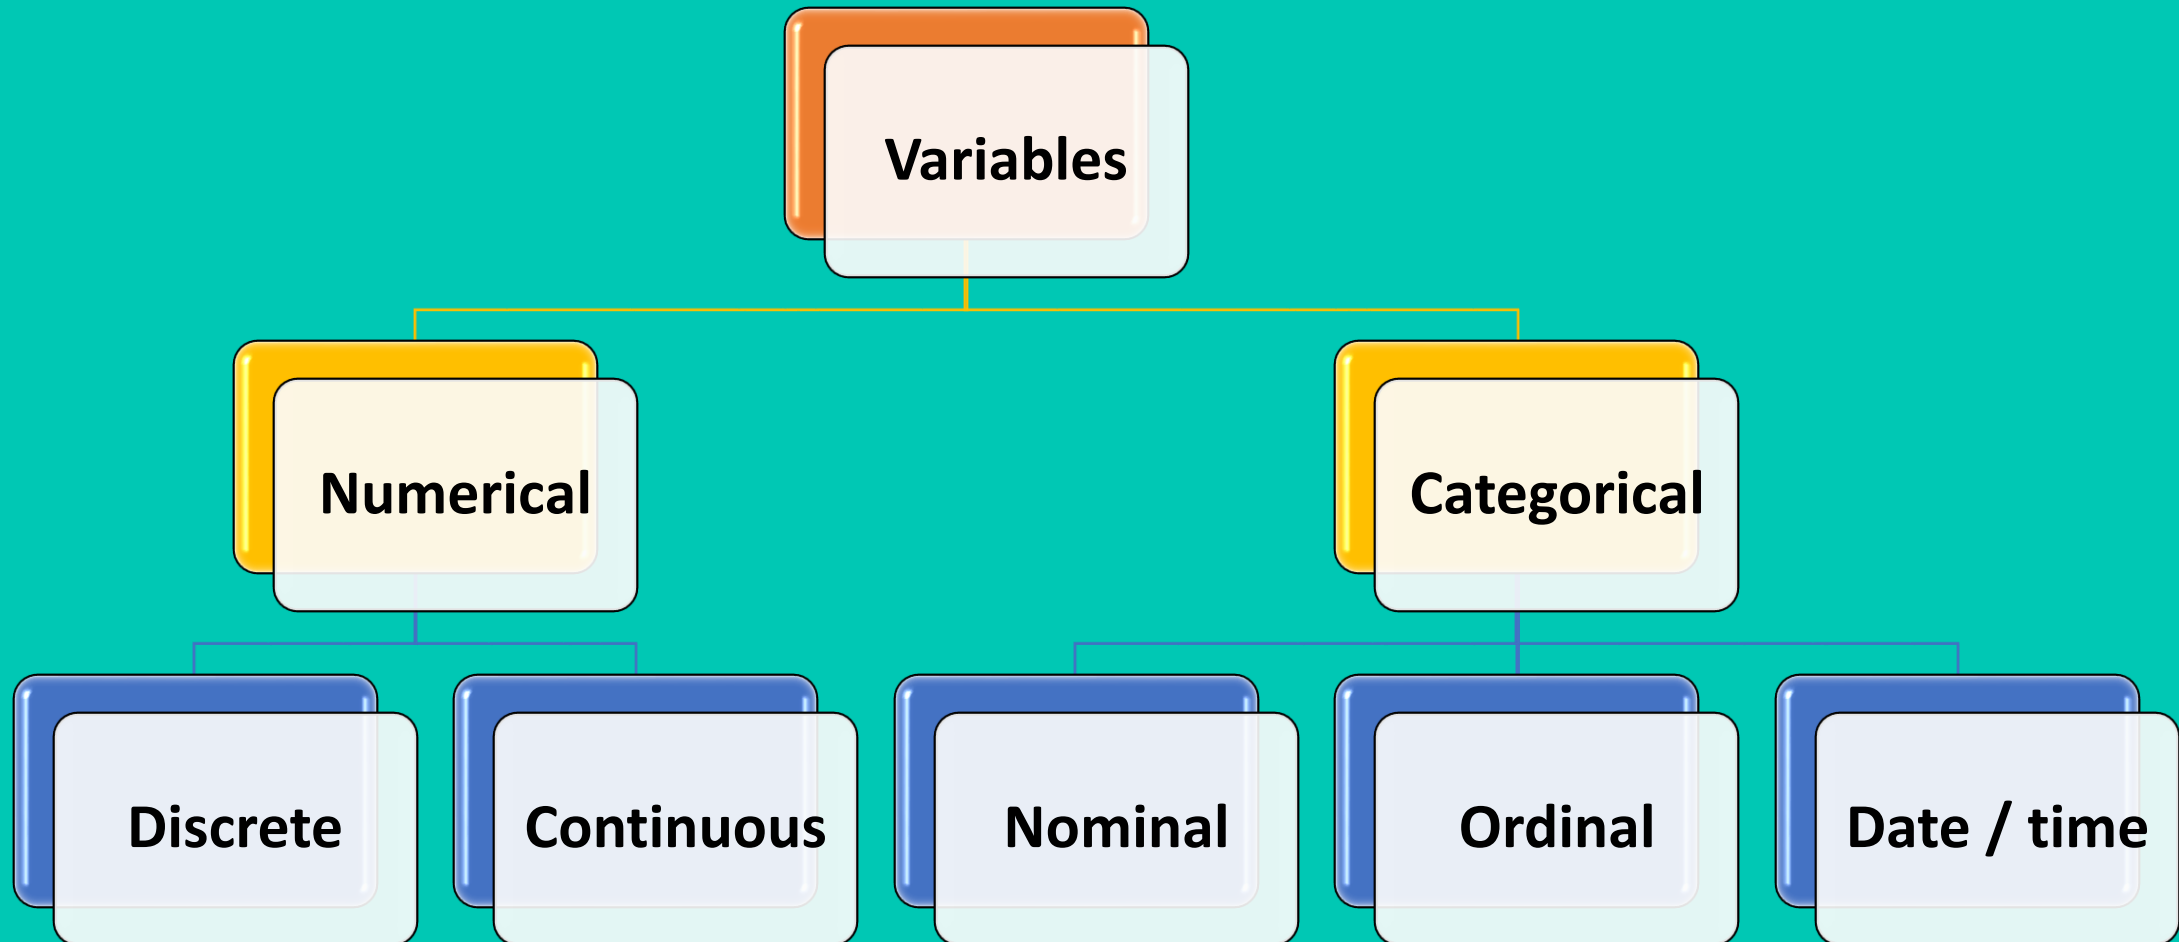 Variables
Numerical
Categorical
Discrete
Continuous
Nominal
Ordinal
Date / time